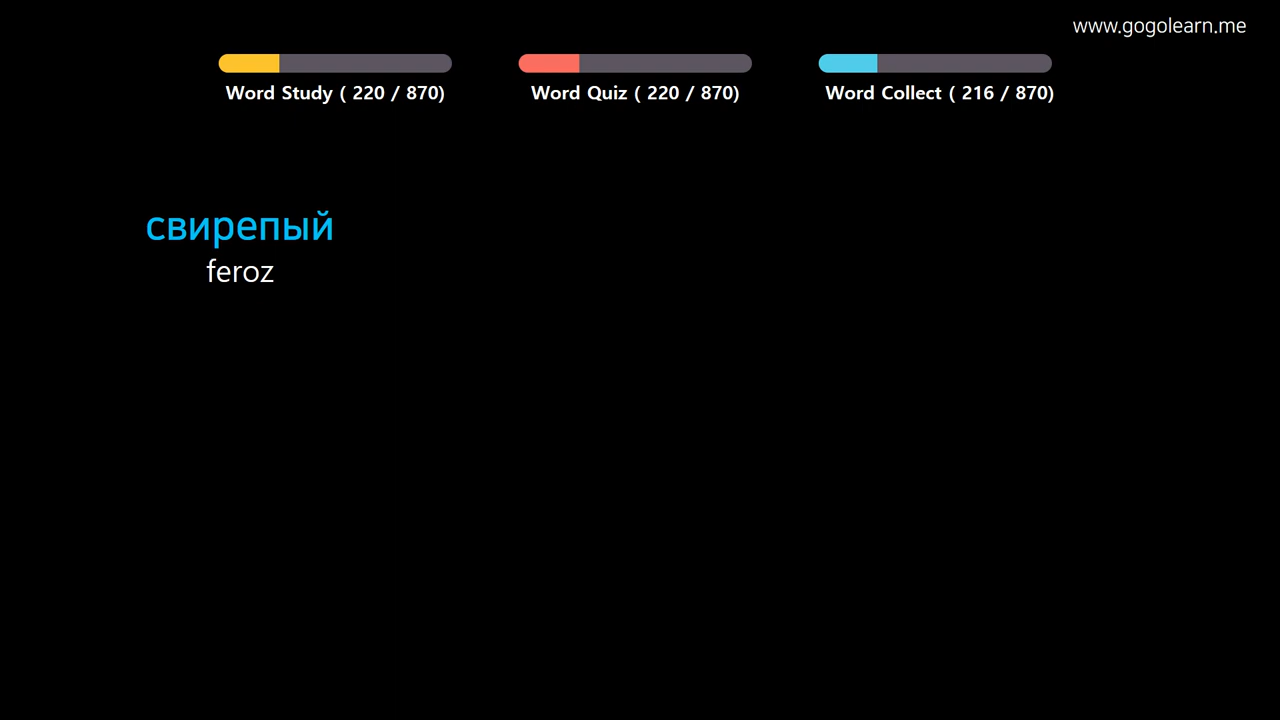 www.gogolearn.me
Word Study ( 220 / 870)
Word Quiz ( 220 / 870)
Word Collect ( 216 / 870)
свирепый
feroz